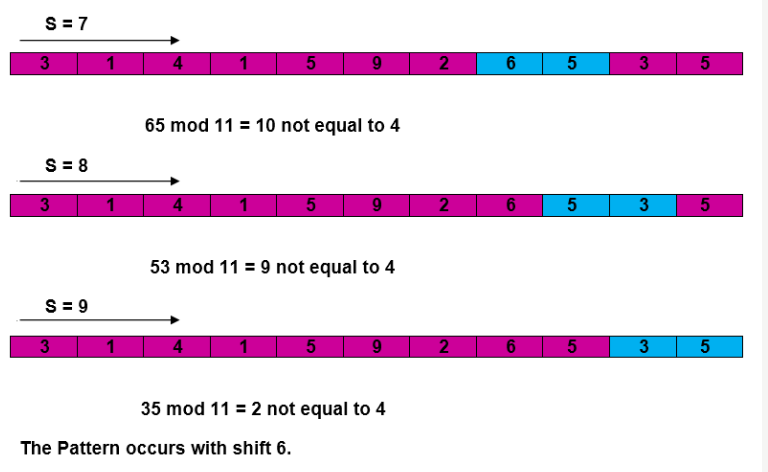 S = 7
3 1 4 1 5 9 2 6 5 3 5
65 mod 11 = 10 not equal to 4
S = 8
3 1 4 1 5 9 2 6 5 3 5
53 mod 11 = 9 not equal to 4
S = 9
3 1 4 1 5 9 2 6 5 3 5
35 mod 11 = 2 not equal to 4
The Pattern occurs with shift 6.